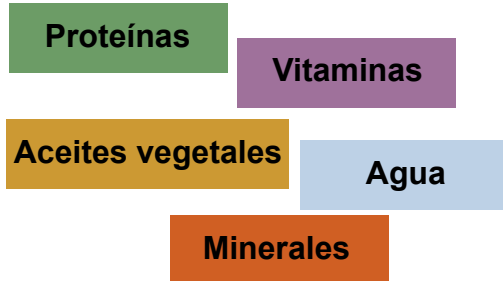 Proteínas
Vitaminas
Aceites vegetales
Agua
Minerales